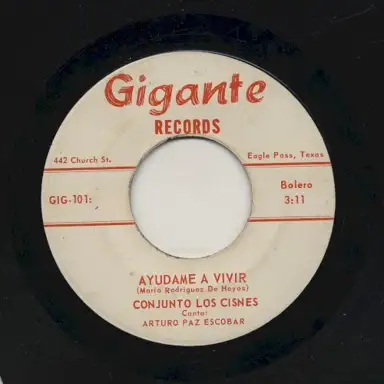 Gigante
RECORDS
442 Church St.
Eagle Pass, Texas
GIG-101:
Bolero
3:11
AYUDAME A VIVIR
(Maria Rodriguez De Hoyos)
CONJUNTO LOS CISNES
Canta:
ARTURO PAZ ESCOBAR